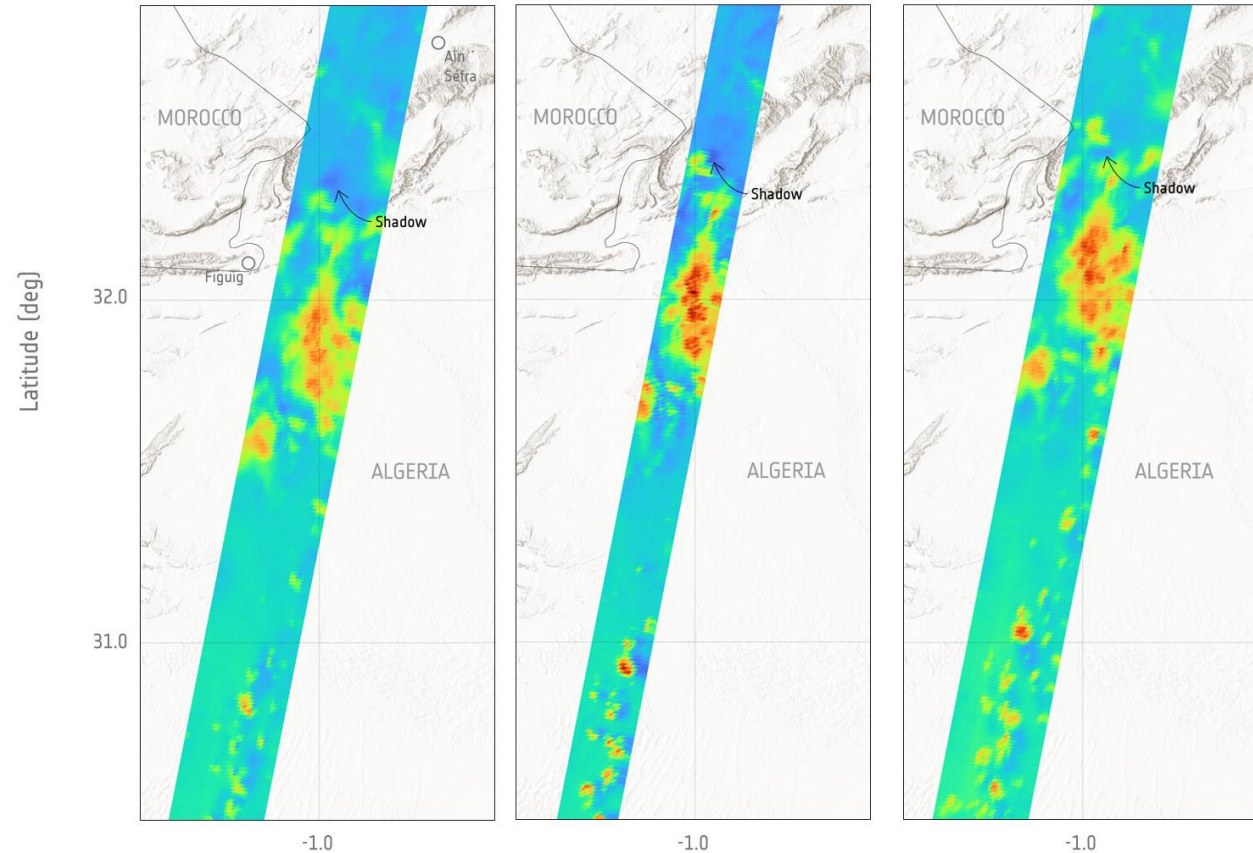 Aïn
Séfra
MOROCCO
MOROCCO
MOROCCO
Shadow
Shadow
Shadow
Figuig
Latitude (deg)
32.0
ALGERIA
ALGERIA
ALGERIA
31.0
-1.0
-1.0
-1.0